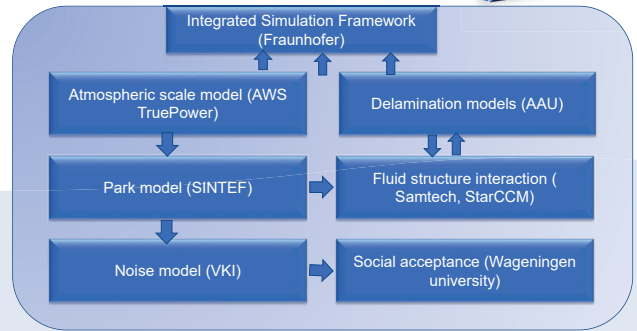 Integrated Simulation Framework
(Fraunhofer)
Atmospheric scale model (AWS
TruePower)
Delamination models (AAU)
Park model (SINTEF)
Fluid structure interaction (
Samtech, StarCCM)
Noise model (VKI)
Social acceptance (Wageningen
university)